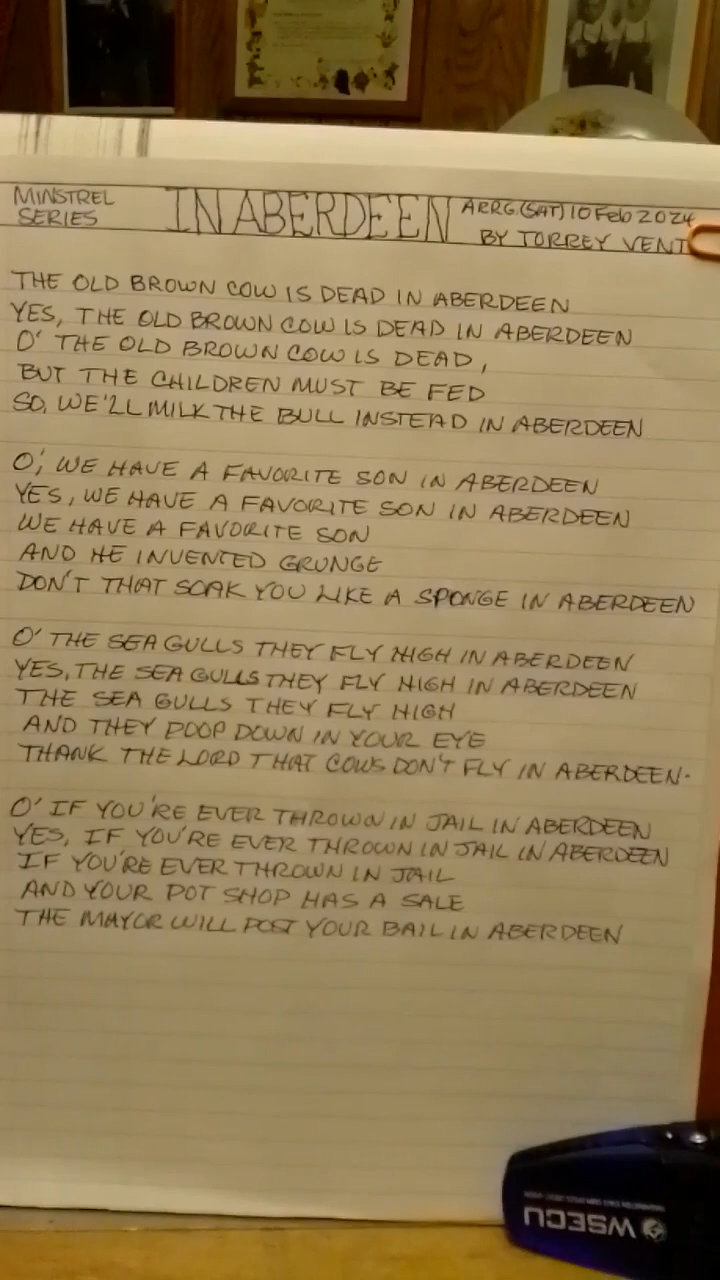 MINSTREL SERIES
IN ABERDEEN
ARRG.(SAT) 10 Feb 2024
BY TORREY VENT
THE OLD BROWN COW IS DEAD IN ABERDEEN
YES, THE OLD BROWN COW IS DEAD IN ABERDEEN
O' THE OLD BROWN COW IS DEAD,
BUT THE CHILDREN MUST BE FED
SO, WE'LL MILK THE BULL INSTEAD IN ABERDEEN
O', WE HAVE A FAVORITE SON IN ABERDEEN
YES, WE HAVE A FAVORITE SON IN ABERDEEN
WE HAVE A FAVORITE SON
AND HE INVENTED GRUNGE
DON'T THAT SOAK YOU LIKE A SPONGE IN ABERDEEN
O' THE SEA GULLS THEY FLY HIGH IN ABERDEEN
YES, THE SEA GULLS THEY FLY HIGH IN ABERDEEN
THE SEA GULLS THEY FLY HIGH
AND THEY POOP DOWN IN YOUR EYE
THANK THE LORD THAT COWS DON'T FLY IN ABERDEEN.
O' IF YOU'RE EVER THROWN IN JAIL IN ABERDEEN
YES, IF YOU'RE EVER THROWN IN JAIL IN ABERDEEN
IF YOU'RE EVER THROWN IN JAIL
AND YOUR POT SHOP HAS A SALE
THE MAYOR WILL POST YOUR BAIL IN ABERDEEN
WSECU